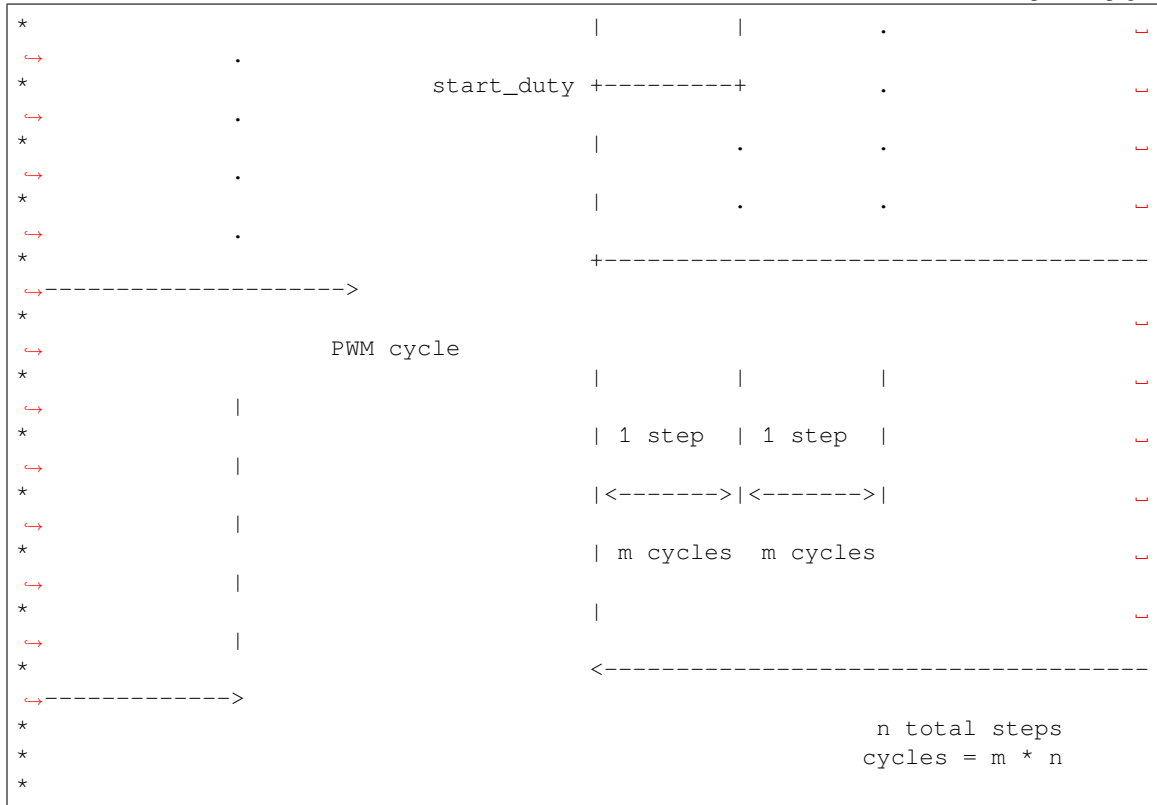 *                                       |         |         .                 ␣
↪             .
*                            start_duty +---------+         .                 ␣
↪             .
*                                       |         .         .                 ␣
↪             .
*                                       |         .         .                 ␣
↪             .
*                                       +--------------------------------------
↪--------------------->
*                                                                             ␣
↪                    PWM cycle
*                                       |         |         |                 ␣
↪             |
*                                       | 1 step  | 1 step  |                 ␣
↪             |
*                                       |<------->|<------->|                 ␣
↪             |
*                                       | m cycles  m cycles                  ␣
↪             |
*                                       |                                     ␣
↪             |
*                                       <--------------------------------------
↪------------->
*                                                           n total steps
*                                                          cycles = m * n
*